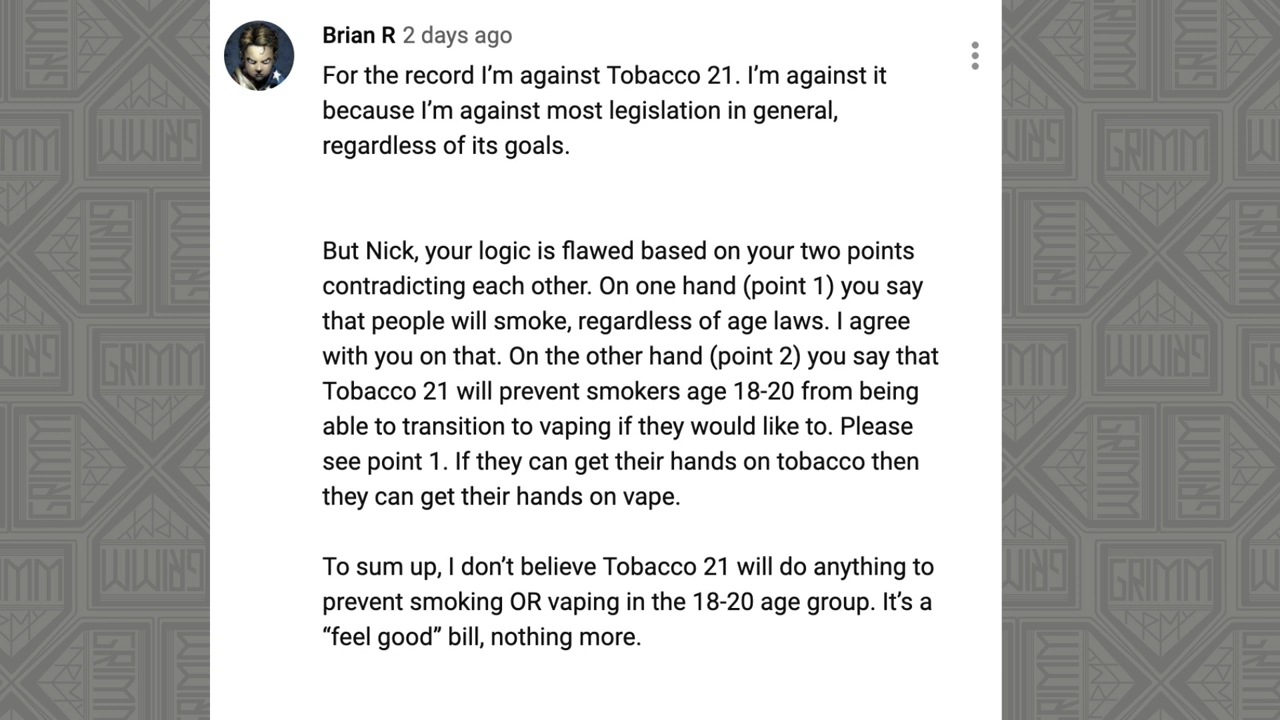 Brian R 2 days ago
For the record I’m against Tobacco 21. I’m against it
because I’m against most legislation in general,
regardless of its goals.
But Nick, your logic is flawed based on your two points
contradicting each other. On one hand (point 1) you say
that people will smoke, regardless of age laws. I agree
with you on that. On the other hand (point 2) you say that
Tobacco 21 will prevent smokers age 18-20 from being
able to transition to vaping if they would like to. Please
see point 1. If they can get their hands on tobacco then
they can get their hands on vape.
To sum up, I don’t believe Tobacco 21 will do anything to
prevent smoking OR vaping in the 18-20 age group. It’s a
“feel good” bill, nothing more.
GRIMM
ARMY